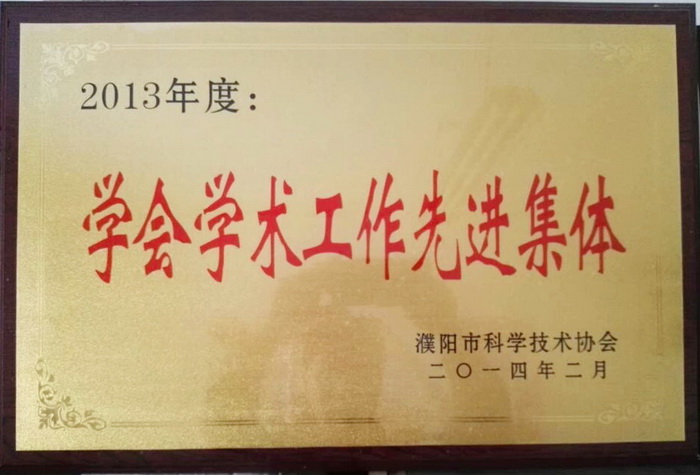 2013年度：
学会学术工作先进集体
濮阳市科学技术协会
二〇一四年二月